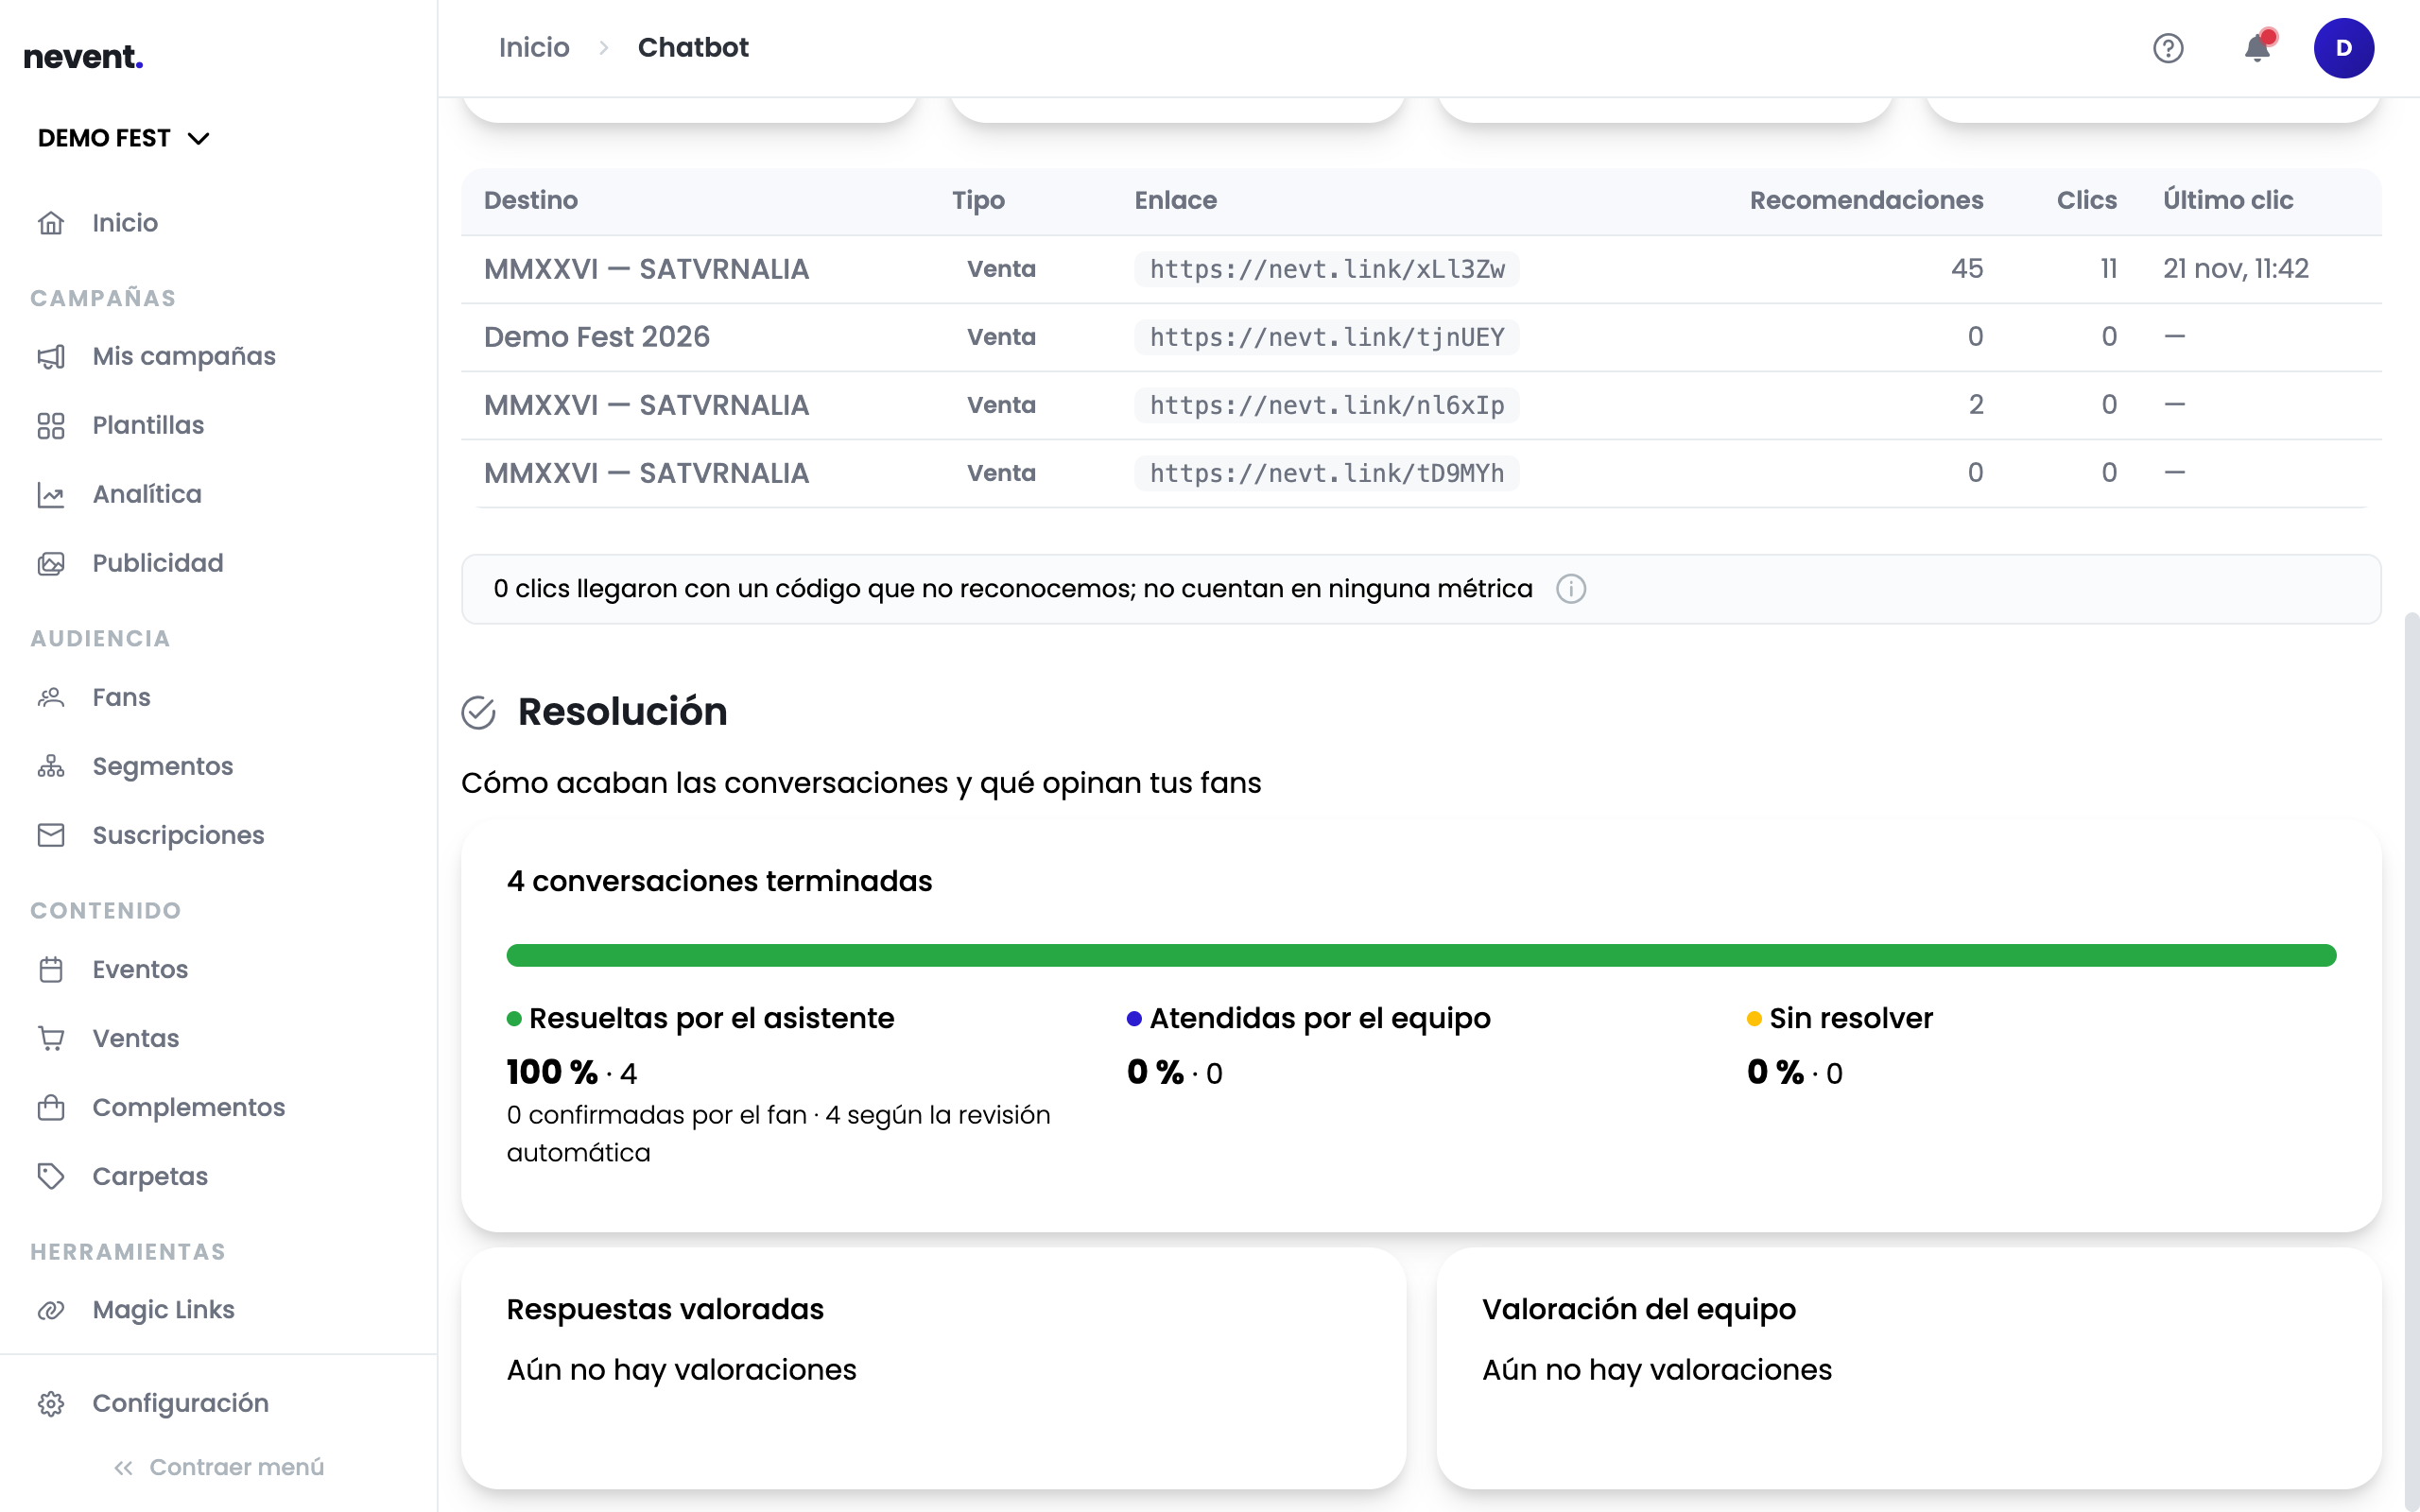 nevent.
DEMO FEST
Inicio
CAMPAÑAS
Mis campañas
Plantillas
Analítica
Publicidad
AUDIENCIA
Fans
Segmentos
Suscripciones
CONTENIDO
Eventos
Ventas
Complementos
Carpetas
HERRAMIENTAS
Magic Links
Configuración
Contraer menú
Inicio Chatbot
D
Destino Tipo Enlace Recomendaciones Clics Último clic
MMXXVI — SATVRNALIA Venta https://nevt.link/xLl3Zw 45 11 21 nov, 11:42
Demo Fest 2026 Venta https://nevt.link/tjnUEY 0 0 —
MMXXVI — SATVRNALIA Venta https://nevt.link/nl6xIp 2 0 —
MMXXVI — SATVRNALIA Venta https://nevt.link/tD9MYh 0 0 —
0 clics llegaron con un código que no reconocemos; no cuentan en ninguna métrica
Resolución
Cómo acaban las conversaciones y qué opinan tus fans
4 conversaciones terminadas
Resueltas por el asistente
100 % · 4
0 confirmadas por el fan · 4 según la revisión
automática
Atendidas por el equipo
0 % · 0
Sin resolver
0 % · 0
Respuestas valoradas
Aún no hay valoraciones
Valoración del equipo
Aún no hay valoraciones